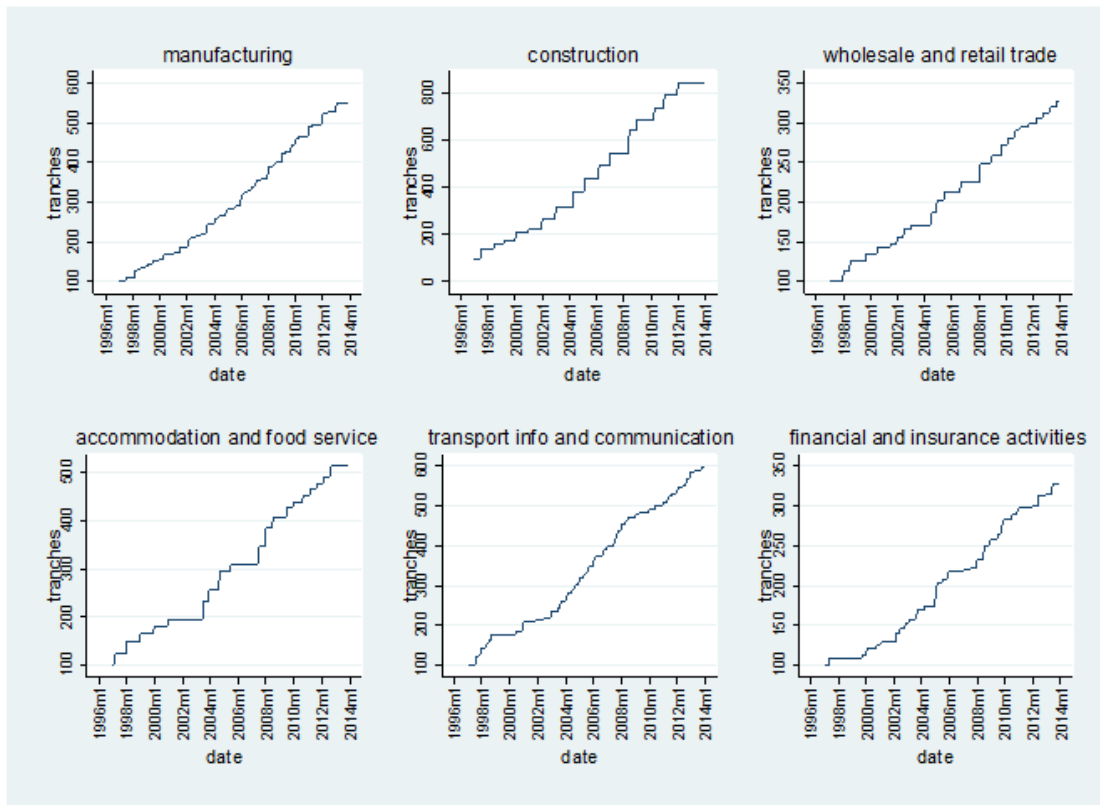 manufacturing
600
500
400
300
200
100
tranches
1996m1
1998m1
2000m1
2002m1
2004m1
2006m1
2008m1
2010m1
2012m1
2014m1
date
construction
800
600
400
200
0
tranches
1996m1
1998m1
2000m1
2002m1
2004m1
2006m1
2008m1
2010m1
2012m1
2014m1
date
wholesale and retail trade
350
300
250
200
150
100
tranches
1996m1
1998m1
2000m1
2002m1
2004m1
2006m1
2008m1
2010m1
2012m1
2014m1
date
accommodation and food service
500
400
300
200
100
tranches
1996m1
1998m1
2000m1
2002m1
2004m1
2006m1
2008m1
2010m1
2012m1
2014m1
date
transport info and communication
600
500
400
300
200
100
tranches
1996m1
1998m1
2000m1
2002m1
2004m1
2006m1
2008m1
2010m1
2012m1
2014m1
date
financial and insurance activities
350
300
250
200
150
100
tranches
1996m1
1998m1
2000m1
2002m1
2004m1
2006m1
2008m1
2010m1
2012m1
2014m1
date